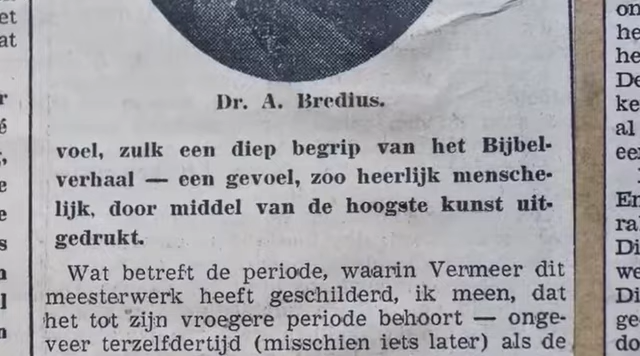 Dr. A. Bredius.
voel, zulk een diep begrip van het Bijbel-
verhaal — een gevoel, zoo heerlijk mensche-
lijk, door middel van de hoogste kunst uit-
gedrukt.
Wat betreft de periode, waarin Vermeer dit
meesterwerk heeft geschilderd, ik meen, dat
het tot zijn vroegere periode behoort — onge-
veer terzelfdertijd (misschien iets later) als de